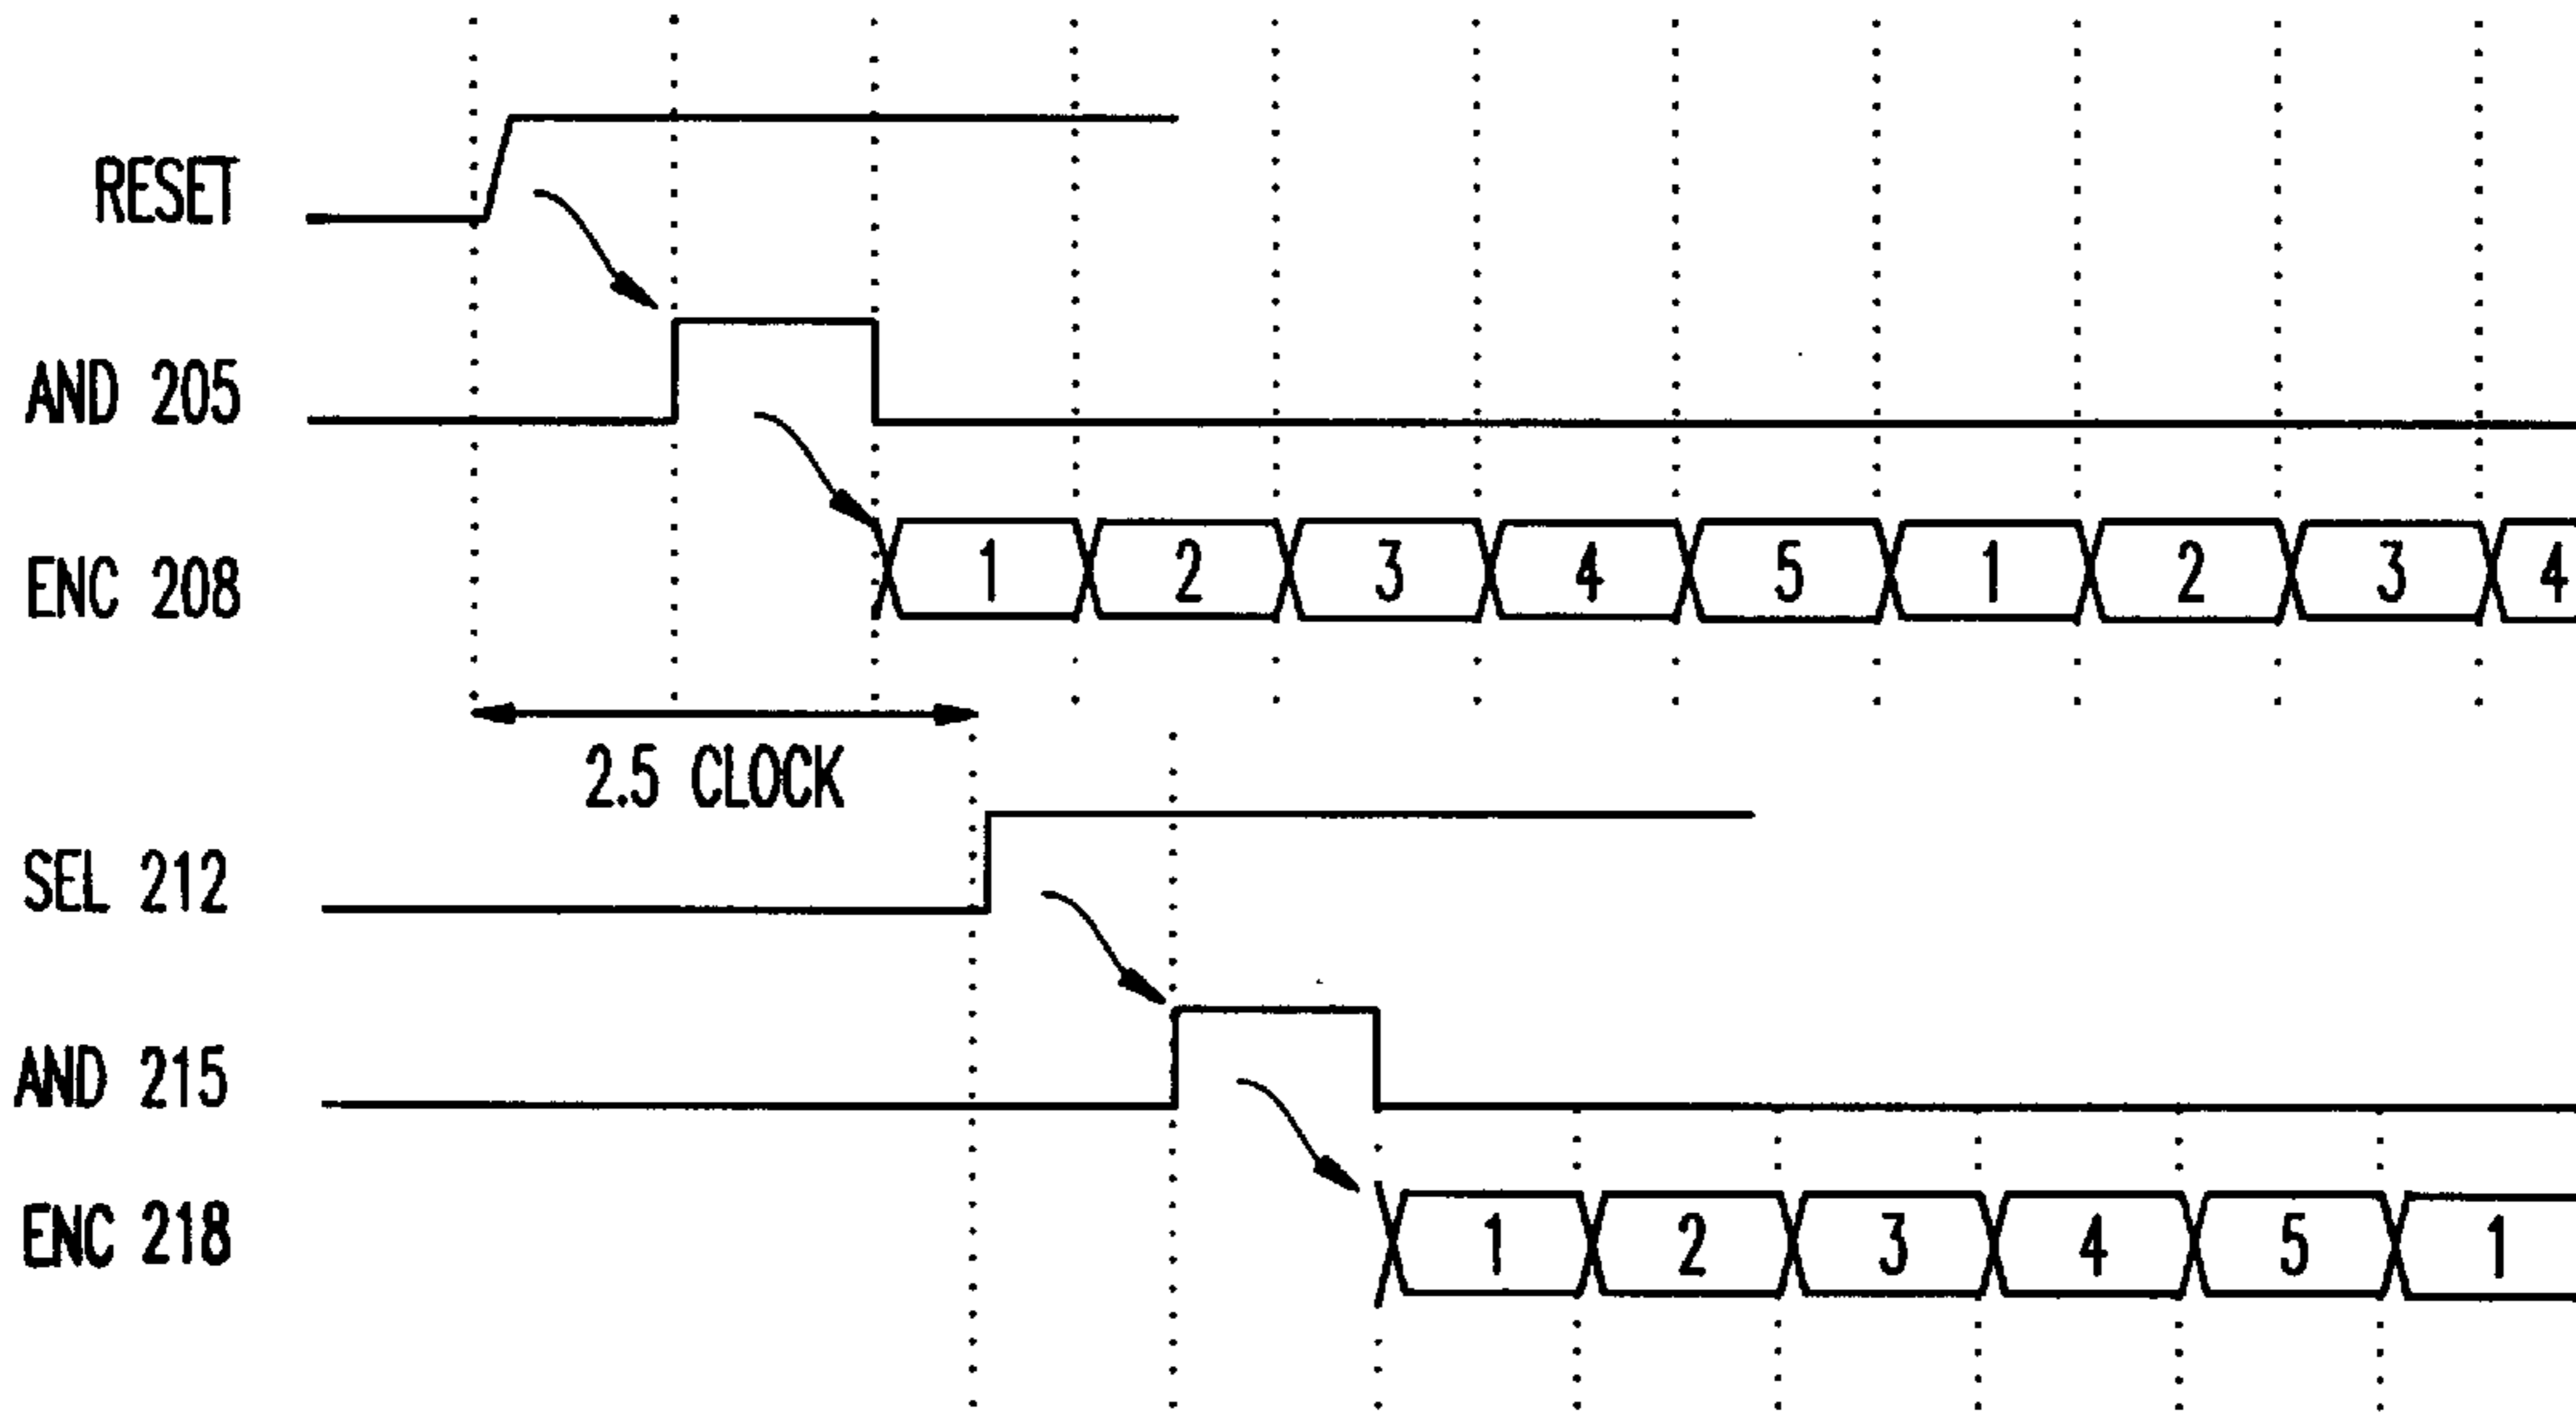 RESET
AND 205
ENC 208 1 2 3 4 5 1 2 3 4
2.5 CLOCK
SEL 212
AND 215
ENC 218 1 2 3 4 5 1